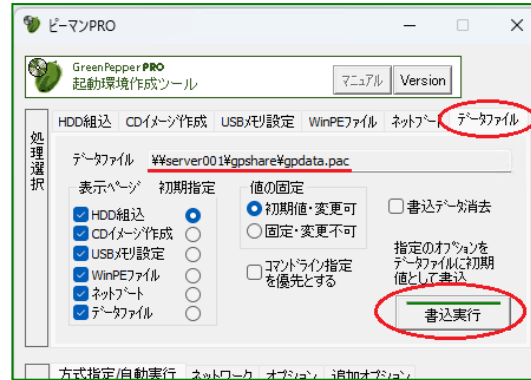 ピーマンPRO
GreenPepper PRO
起動環境作成ツール
マニュアル
Version
処理選択
HDD組込 CDイメージ作成 USBメモリ設定 WinPEファイル ネットブート データファイル
データファイル ¥¥server001¥gpshare¥gpdata.pac
表示ページ 初期指定
HDD組込
CDイメージ作成
USBメモリ設定
WinPEファイル
ネットブート
データファイル
値の固定
初期値・変更可
固定・変更不可
コマンドライン指定
を優先とする
書込データ消去
指定のオプションを
データファイルに初期
値として書込
書込実行
方式指定/自動実行 ネットワーク オプション 追加オプション